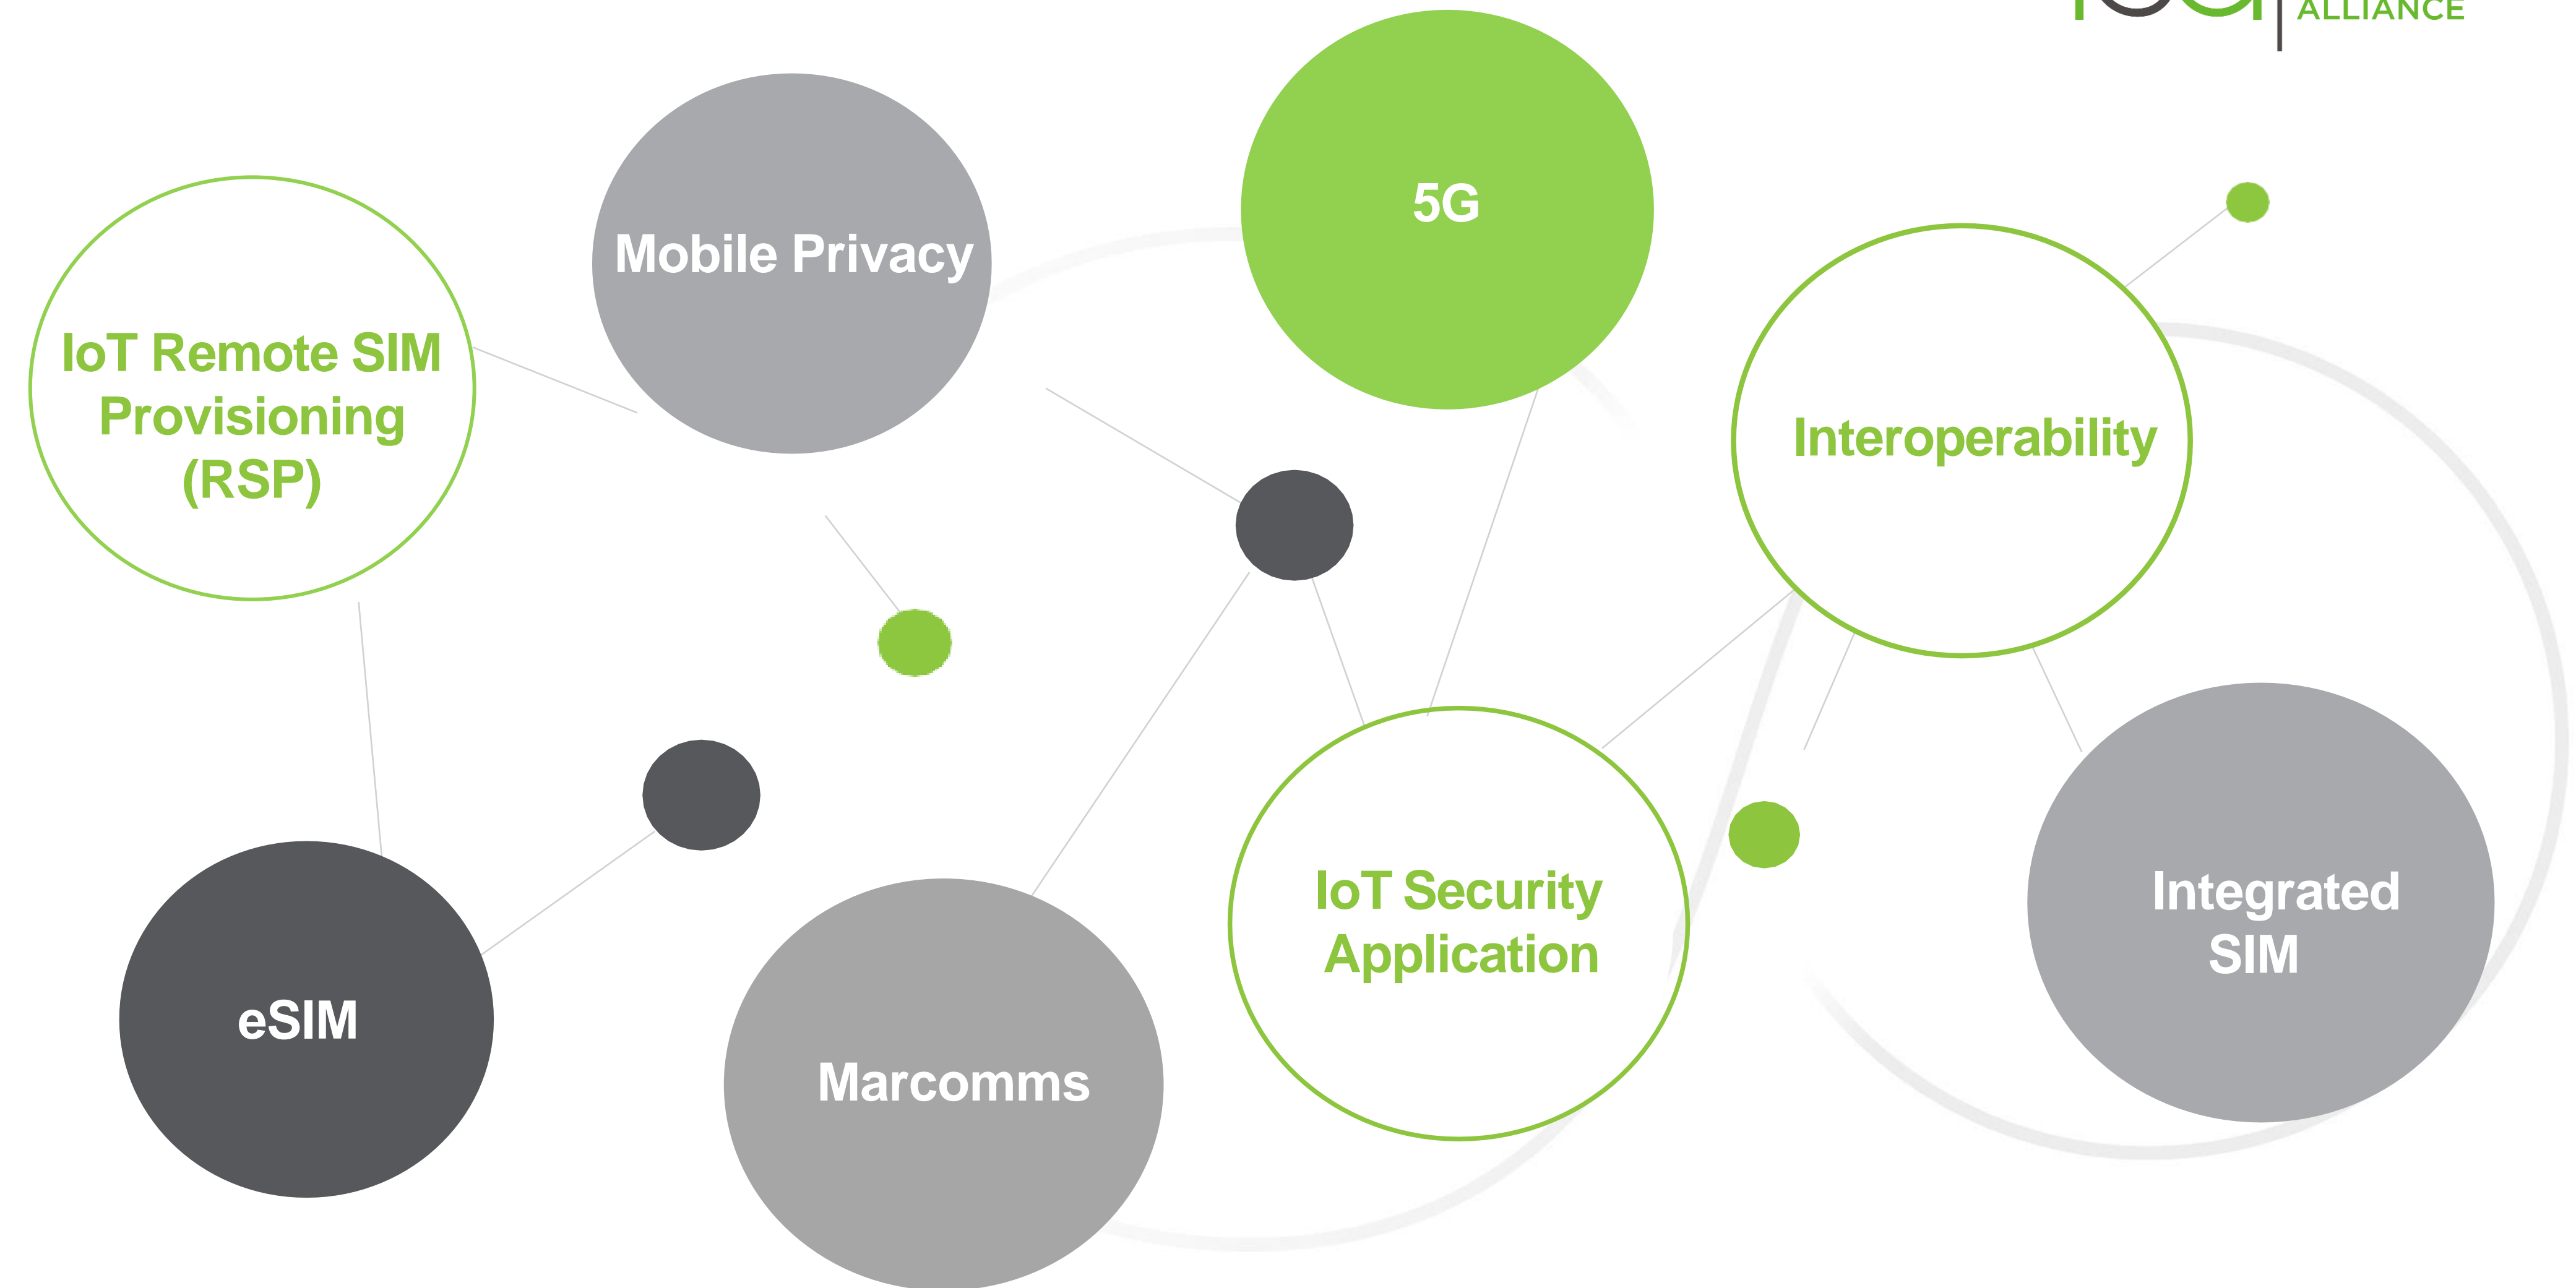 ALLIANCE
5G
Mobile Privacy
IoT Remote SIM
Provisioning
(RSP)
Interoperability
IoT Security
Application
Integrated
SIM
eSIM
Marcomms